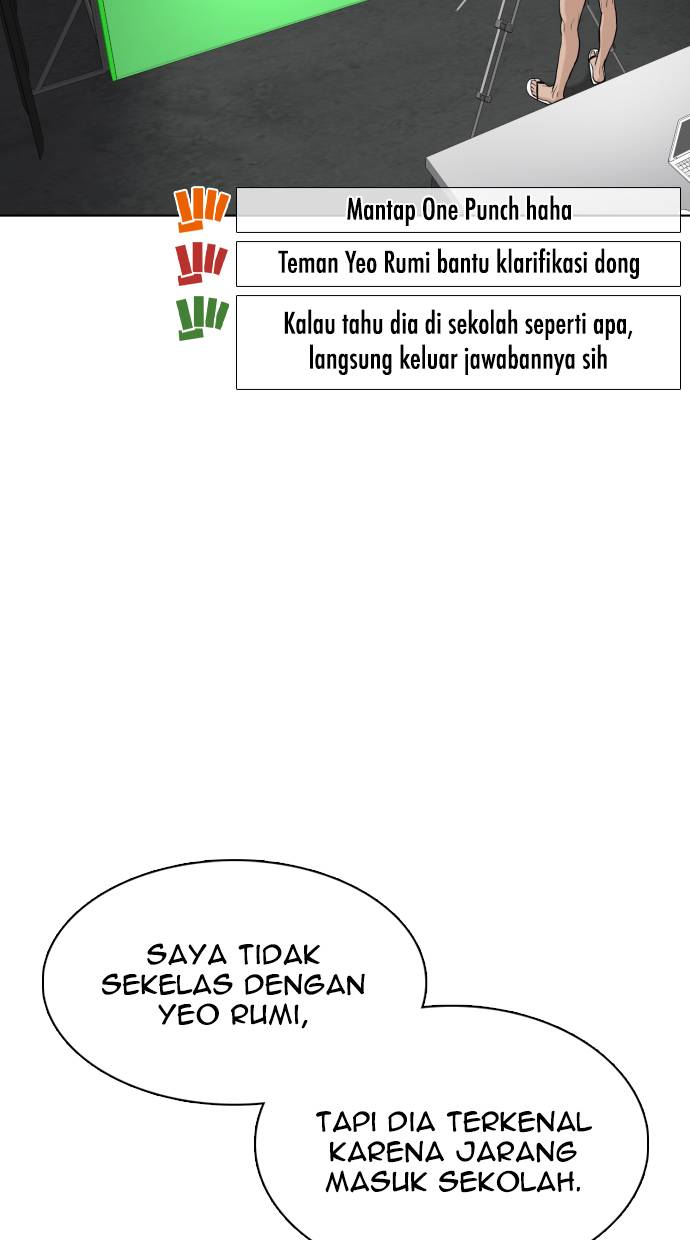 Mantap One Punch haha
Teman Yeo Rumi bantu klarifikasi dong
Kalau tahu dia di sekolah seperti apa,
langsung keluar jawabannya sih
SAYA TIDAK
SEKELAS DENGAN
YEO RUMI,
TAPI DIA TERKENAL
KARENA JARANG
MASUK SEKOLAH.